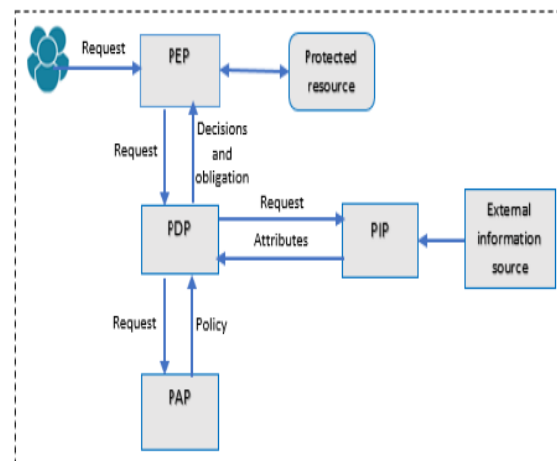 Request
PEP
Protected
resource
Request
Decisions
and
obligation
Request
PDP
Attributes
PIP
External
information
source
Request
Policy
PAP